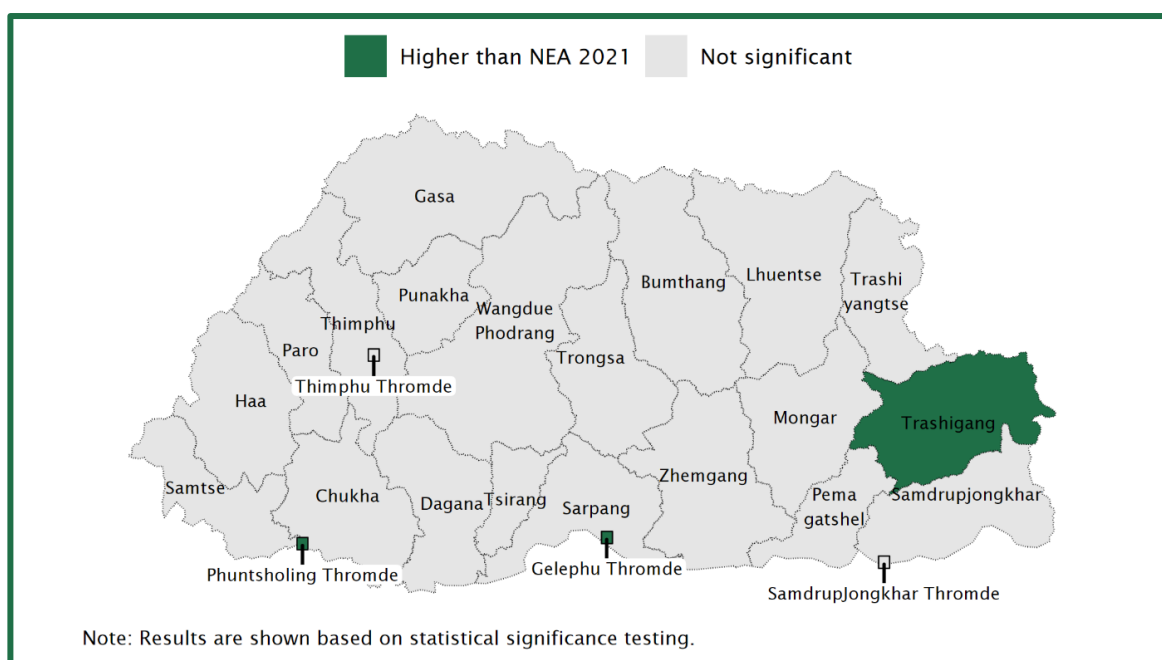 Higher than NEA 2021
Not significant
Gasa
Bumthang
Lhuentse
Trashi
yangtse
Punakha
Wangdue
Phodrang
Thimphu
Paro
Trongsa
Thimphu Thromde
Haa
Mongar
Trashigang
Samtse
Chukha
Dagana
Tsirang
Sarpang
Zhemgang
Pema
gatshel
Samdrupjongkhar
Phuntsholing Thromde
Gelephu Thromde
SamdrupJongkhar Thromde
Note: Results are shown based on statistical significance testing.